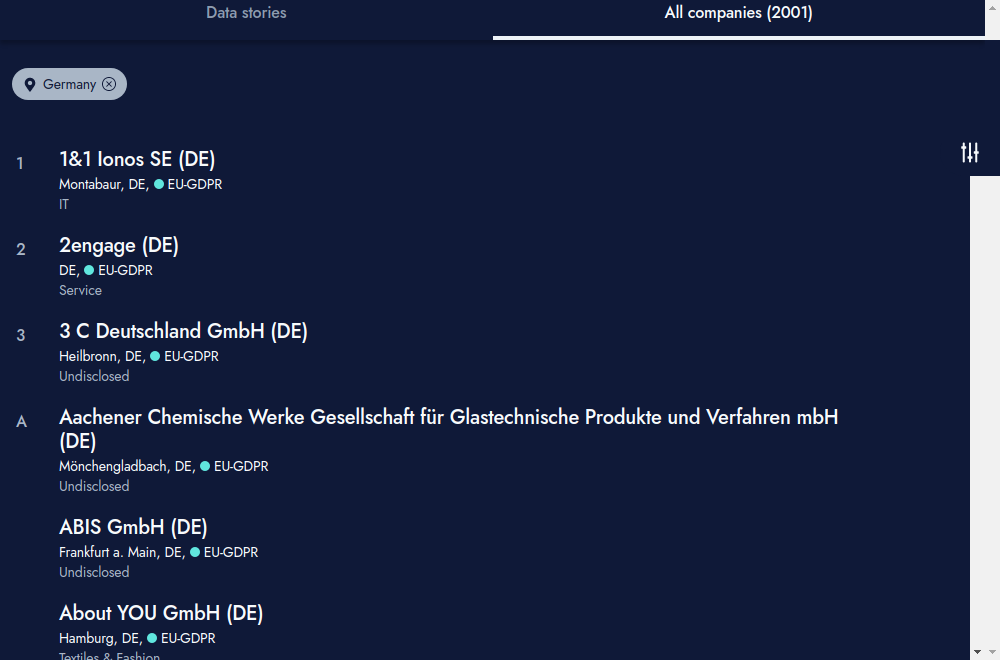 Data stories
All companies (2001)
Germany
1
1&1 Ionos SE (DE)
Montabaur, DE, EU-GDPR
IT
2
2engage (DE)
DE, EU-GDPR
Service
3
3 C Deutschland GmbH (DE)
Heilbronn, DE, EU-GDPR
Undisclosed
A
Aachener Chemische Werke Gesellschaft für Glastechnische Produkte und Verfahren mbH
(DE)
Mönchengladbach, DE, EU-GDPR
Undisclosed
ABIS GmbH (DE)
Frankfurt a. Main, DE, EU-GDPR
Undisclosed
About YOU GmbH (DE)
Hamburg, DE, EU-GDPR
Textiles & Fashion